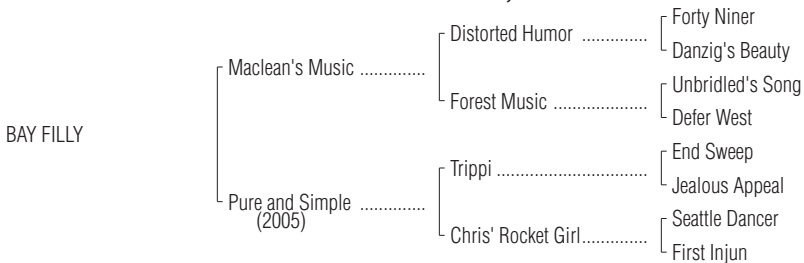 Forty Niner
Distorted Humor ..............
Danzig's Beauty
Maclean's Music ..............
Unbridled's Song
Forest Music ....................
Defer West
BAY FILLY
End Sweep
Trippi ................................
Jealous Appeal
Pure and Simple ..............
(2005)
Seattle Dancer
Chris' Rocket Girl..............
First Injun